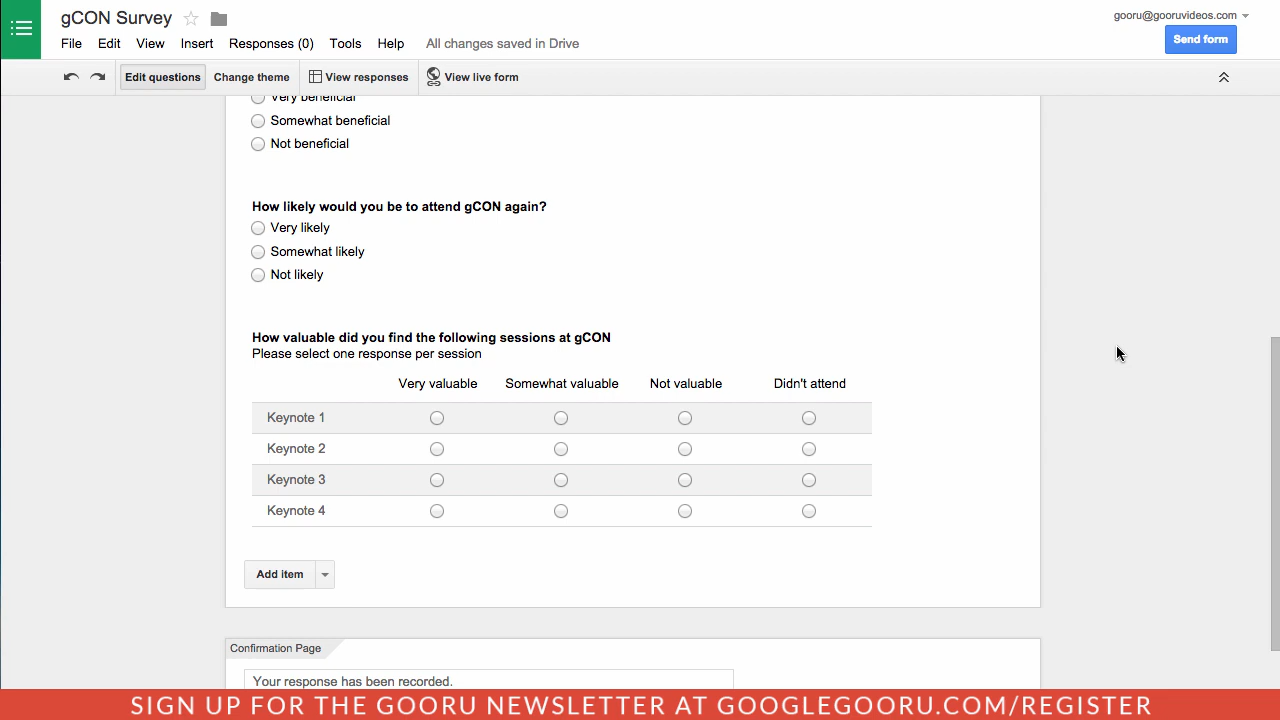 gCON Survey
gooru@gooruvideos.com
File Edit View Insert Responses (0) Tools Help All changes saved in Drive
Send form
Edit questions Change theme View responses View live form
Very beneficial
Somewhat beneficial
Not beneficial
How likely would you be to attend gCON again?
Very likely
Somewhat likely
Not likely
How valuable did you find the following sessions at gCON
Please select one response per session
Very valuable Somewhat valuable Not valuable Didn't attend
Keynote 1
Keynote 2
Keynote 3
Keynote 4
Add item
Confirmation Page
Your response has been recorded.
SIGN UP FOR THE GOORU NEWSLETTER AT GOOGLEGOORU.COM/REGISTER